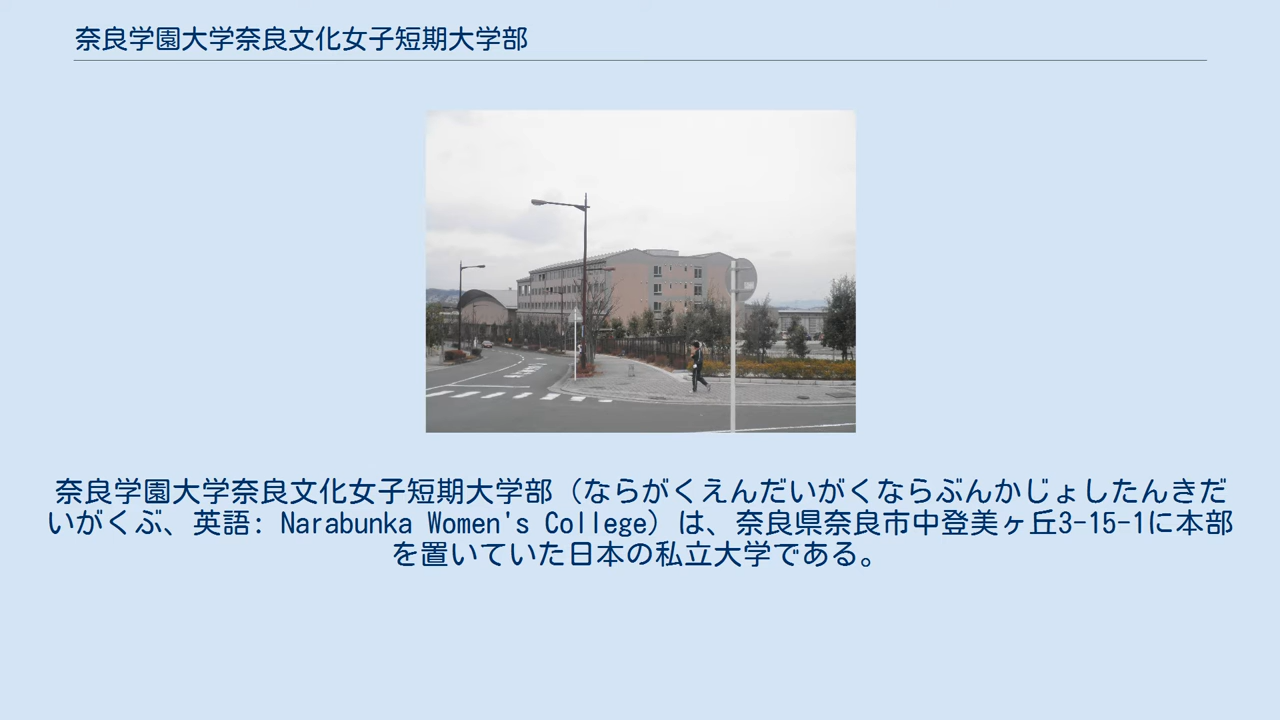 奈良学園大学奈良文化女子短期大学部
奈良学園大学奈良文化女子短期大学部（ならがくえんだいがくならぶんかじょしたんきだ
いがくぶ、英語: Narabunka Women's College）は、奈良県奈良市中登美ヶ丘3-15-1に本部
を置いていた日本の私立大学である。